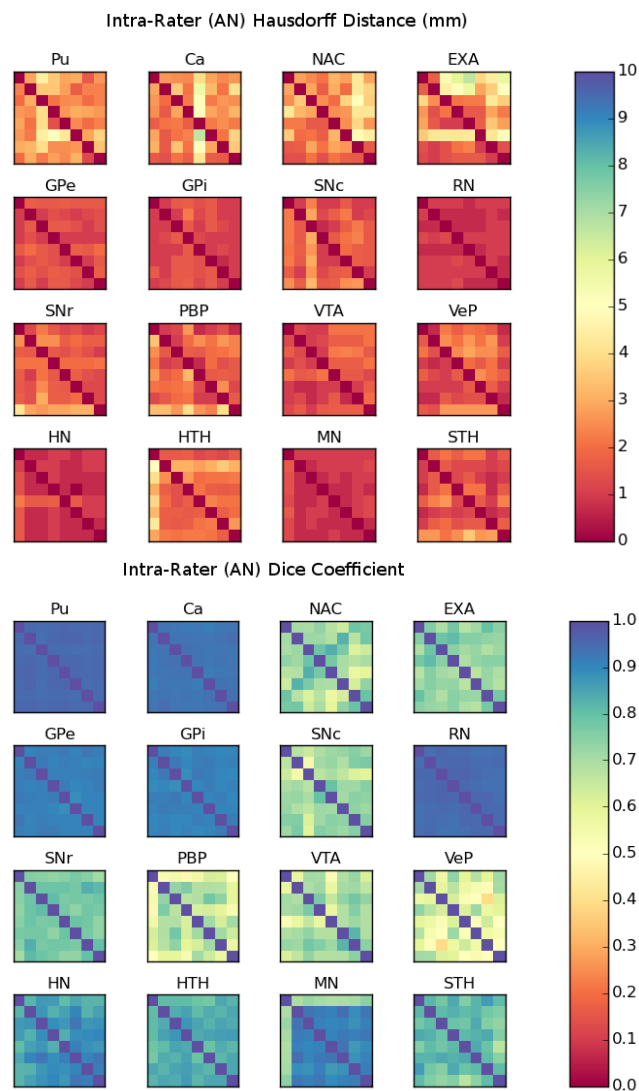 Intra-Rater (AN) Hausdorff Distance (mm)
Pu Ca NAC EXA
GPe GPi SNc RN
SNr PBP VTA VeP
HN HTH MN STH
10
9
8
7
6
5
4
3
2
1
0
Intra-Rater (AN) Dice Coefficient
Pu Ca NAC EXA
GPe GPi SNc RN
SNr PBP VTA VeP
HN HTH MN STH
1.0
0.9
0.8
0.7
0.6
0.5
0.4
0.3
0.2
0.1
0.0